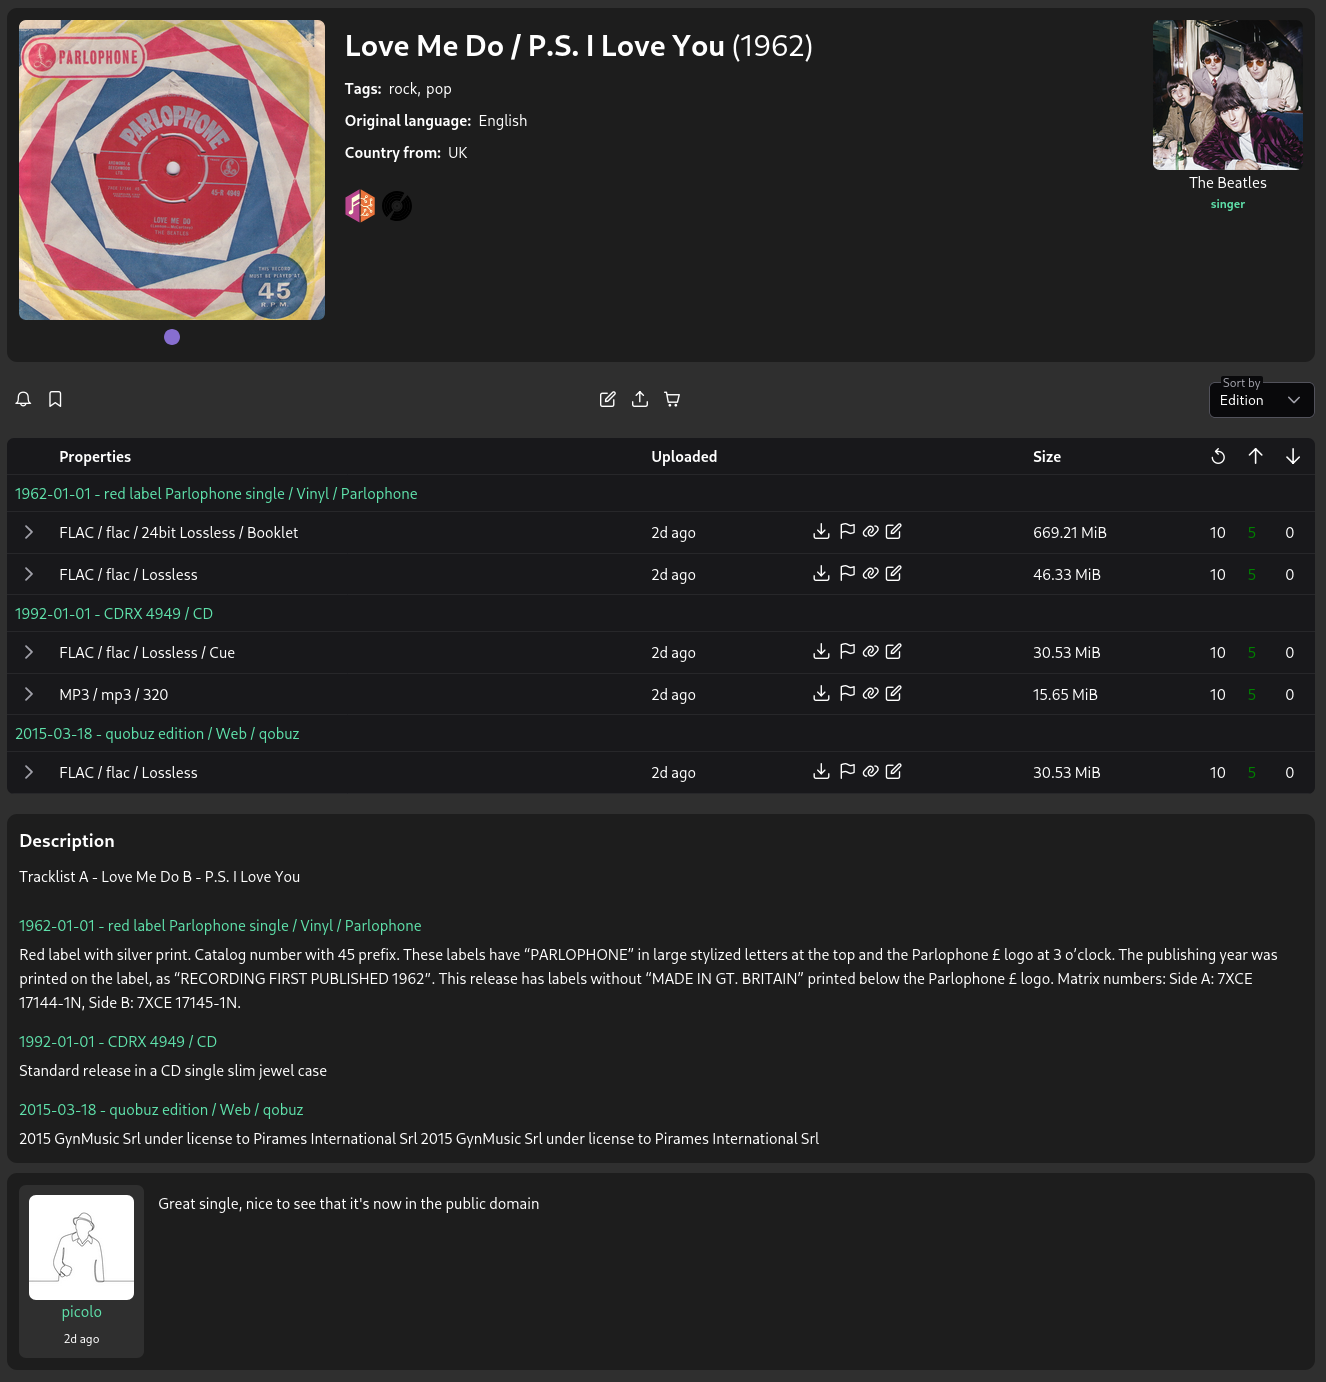 PARLOPHONE
PARLOPHONE
45-R 4949
LOVE ME DO
THE BEATLES
THIS RECORD
MUST BE PLAYED AT
45
R.P.M.
Love Me Do / P.S. I Love You (1962)
Tags: rock, pop
Original language: English
Country from: UK
The Beatles
singer
Sort by
Edition
Properties Uploaded Size
1962-01-01 - red label Parlophone single / Vinyl / Parlophone
FLAC / flac / 24bit Lossless / Booklet 2d ago 669.21 MiB 10 5 0
FLAC / flac / Lossless 2d ago 46.33 MiB 10 5 0
1992-01-01 - CDRX 4949 / CD
FLAC / flac / Lossless / Cue 2d ago 30.53 MiB 10 5 0
MP3 / mp3 / 320 2d ago 15.65 MiB 10 5 0
2015-03-18 - quobuz edition / Web / qobuz
FLAC / flac / Lossless 2d ago 30.53 MiB 10 5 0
Description
Tracklist A - Love Me Do B - P.S. I Love You
1962-01-01 - red label Parlophone single / Vinyl / Parlophone
Red label with silver print. Catalog number with 45 prefix. These labels have “PARLOPHONE” in large stylized letters at the top and the Parlophone £ logo at 3 o’clock. The publishing year was
printed on the label, as “RECORDING FIRST PUBLISHED 1962″. This release has labels without “MADE IN GT. BRITAIN” printed below the Parlophone £ logo. Matrix numbers: Side A: 7XCE
17144-1N, Side B: 7XCE 17145-1N.
1992-01-01 - CDRX 4949 / CD
Standard release in a CD single slim jewel case
2015-03-18 - quobuz edition / Web / qobuz
2015 GynMusic Srl under license to Pirames International Srl 2015 GynMusic Srl under license to Pirames International Srl
Great single, nice to see that it's now in the public domain
picolo
2d ago